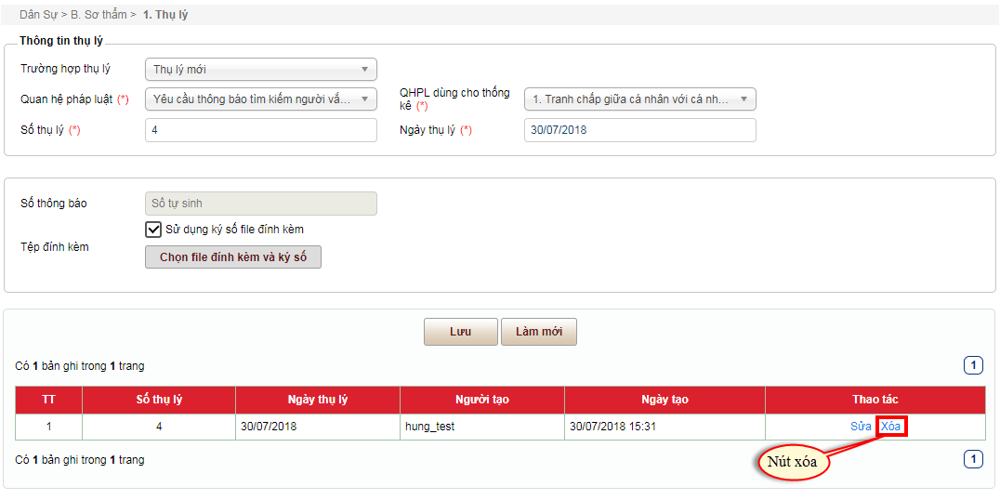 Dân Sự > B. Sơ thẩm > 1. Thụ lý
Thông tin thụ lý
Trường hợp thụ lý
Thụ lý mới
Quan hệ pháp luật (*)
Yêu cầu thông báo tìm kiếm người vắ...
QHPL dùng cho thống
kê (*)
1. Tranh chấp giữa cá nhân với cá nh...
Số thụ lý (*)
4
Ngày thụ lý (*)
30/07/2018
Số thông báo
Số tự sinh
Sử dụng ký số file đính kèm
Tệp đính kèm
Chọn file đính kèm và ký số
Lưu
Làm mới
Có 1 bản ghi trong 1 trang
1
TT Số thụ lý Ngày thụ lý Người tạo Ngày tạo Thao tác
1 4 30/07/2018 hung_test 30/07/2018 15:31 Sửa Xóa
Có 1 bản ghi trong 1 trang
1
Nút xóa